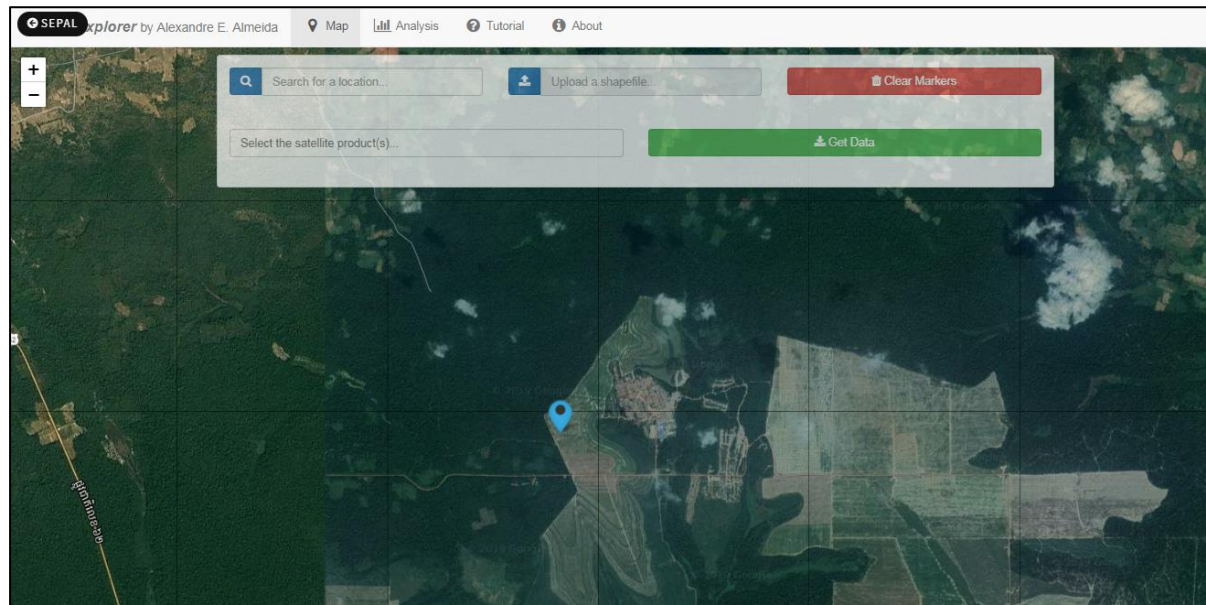 SEPAL xplorer by Alexandre E. Almeida Map Analysis Tutorial About
+
−
Search for a location... Upload a shapefile... Clear Markers
Select the satellite product(s)... Get Data